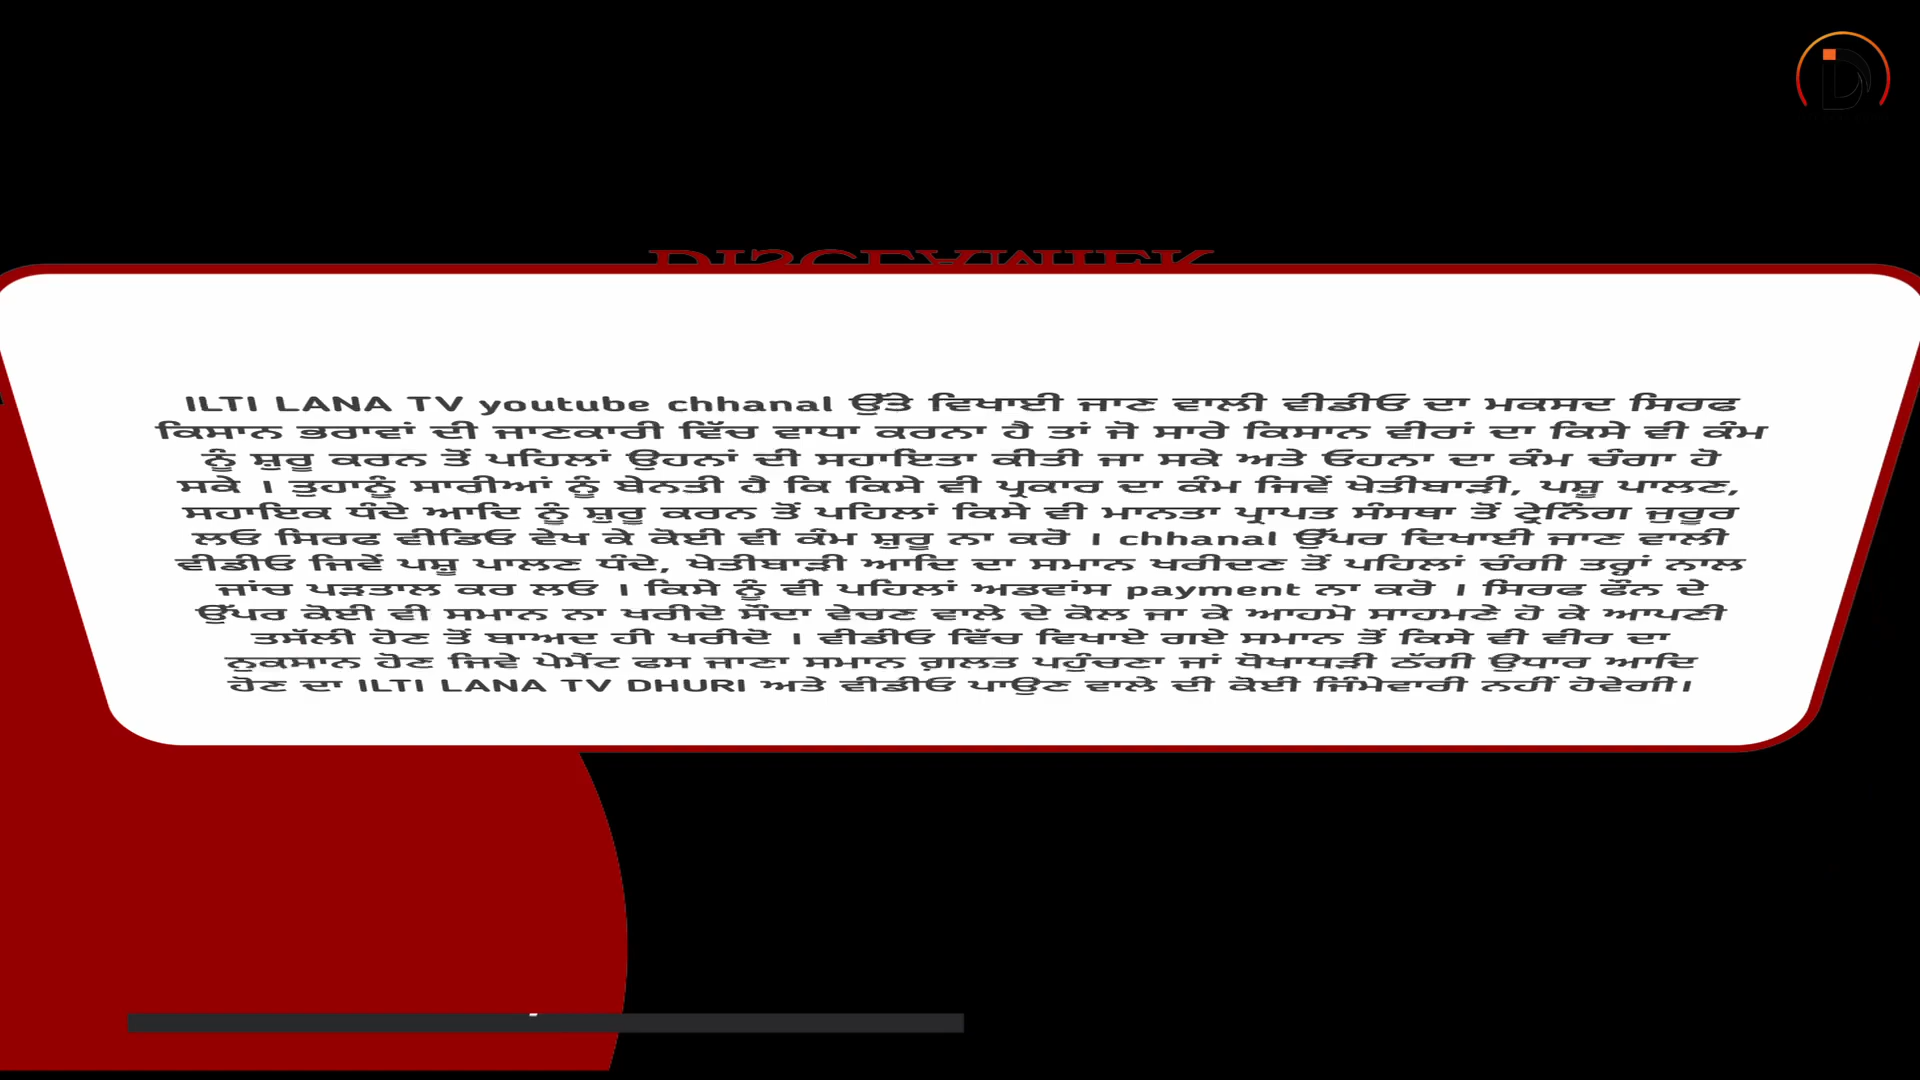 ILTI LANA TV youtube chhanal ਉੱਤੇ ਵਿਖਾਈ ਜਾਣ ਵਾਲੀ ਵੀਡੀਓ ਦਾ ਮਕਸਦ ਸਿਰਫ
ਕਿਸਾਨ ਭਰਾਵਾਂ ਦੀ ਜਾਣਕਾਰੀ ਵਿੱਚ ਵਾਧਾ ਕਰਨਾ ਹੈ ਤਾਂ ਜੋ ਸਾਰੇ ਕਿਸਾਨ ਵੀਰਾਂ ਦਾ ਕਿਸੇ ਵੀ ਕੰਮ
ਨੂੰ ਸ਼ੁਰੂ ਕਰਨ ਤੋਂ ਪਹਿਲਾਂ ਉਹਨਾਂ ਦੀ ਸਹਾਇਤਾ ਕੀਤੀ ਜਾ ਸਕੇ ਅਤੇ ਓਹਨਾ ਦਾ ਕੰਮ ਚੰਗਾ ਹੋ
ਸਕੇ । ਤੁਹਾਨੂੰ ਸਾਰੀਆਂ ਨੂੰ ਬੇਨਤੀ ਹੈ ਕਿ ਕਿਸੇ ਵੀ ਪ੍ਰਕਾਰ ਦਾ ਕੰਮ ਜਿਵੇਂ ਖੇਤੀਬਾੜੀ, ਪਸ਼ੂ ਪਾਲਣ,
ਸਹਾਇਕ ਧੰਦੇ ਆਦਿ ਨੂੰ ਸ਼ੁਰੂ ਕਰਨ ਤੋਂ ਪਹਿਲਾਂ ਕਿਸੇ ਵੀ ਮਾਨਤਾ ਪ੍ਰਾਪਤ ਸੰਸਥਾ ਤੋਂ ਟ੍ਰੇਨਿੰਗ ਜੁਰੂਰ
ਲਓ ਸਿਰਫ ਵੀਡਿਓ ਵੇਖ ਕੇ ਕੋਈ ਵੀ ਕੰਮ ਸ਼ੁਰੂ ਨਾ ਕਰੋ । chhanal ਉੱਪਰ ਦਿਖਾਈ ਜਾਣ ਵਾਲੀ
ਵੀਡੀਓ ਜਿਵੇਂ ਪਸ਼ੂ ਪਾਲਣ ਧੰਦੇ, ਖੇਤੀਬਾੜੀ ਆਦਿ ਦਾ ਸਮਾਨ ਖਰੀਦਣ ਤੋਂ ਪਹਿਲਾਂ ਚੰਗੀ ਤਰ੍ਹਾਂ ਨਾਲ
ਜਾਂਚ ਪੜਤਾਲ ਕਰ ਲਓ । ਕਿਸੇ ਨੂੰ ਵੀ ਪਹਿਲਾਂ ਅਡਵਾਂਸ payment ਨਾ ਕਰੋ । ਸਿਰਫ ਫੌਨ ਦੇ
ਉੱਪਰ ਕੋਈ ਵੀ ਸਮਾਨ ਨਾ ਖਰੀਦੋ ਸੌਦਾ ਵੇਚਣ ਵਾਲੇ ਦੇ ਕੋਲ ਜਾ ਕੇ ਆਹਮੋ ਸਾਹਮਣੇ ਹੋ ਕੇ ਆਪਣੀ
ਤਸੱਲੀ ਹੋਣ ਤੋਂ ਬਾਅਦ ਹੀ ਖਰੀਦੋ । ਵੀਡੀਓ ਵਿੱਚ ਵਿਖਾਏ ਗਏ ਸਮਾਨ ਤੋਂ ਕਿਸੇ ਵੀ ਵੀਰ ਦਾ
ਨੁਕਸਾਨ ਹੋਣ ਜਿਵੇ ਪੇਮੈਂਟ ਫਸ ਜਾਣਾ ਸਮਾਨ ਗ਼ਲਤ ਪਹੁੰਚਣਾ ਜਾਂ ਧੋਖਾਧੜੀ ਠੱਗੀ ਉਧਾਰ ਆਦਿ
ਹੋਣ ਦਾ ILTI LANA TV DHURI ਅਤੇ ਵੀਡੀਓ ਪਾਉਣ ਵਾਲੇ ਦੀ ਕੋਈ ਜਿੰਮੇਵਾਰੀ ਨਹੀਂ ਹੋਵੇਗੀ।